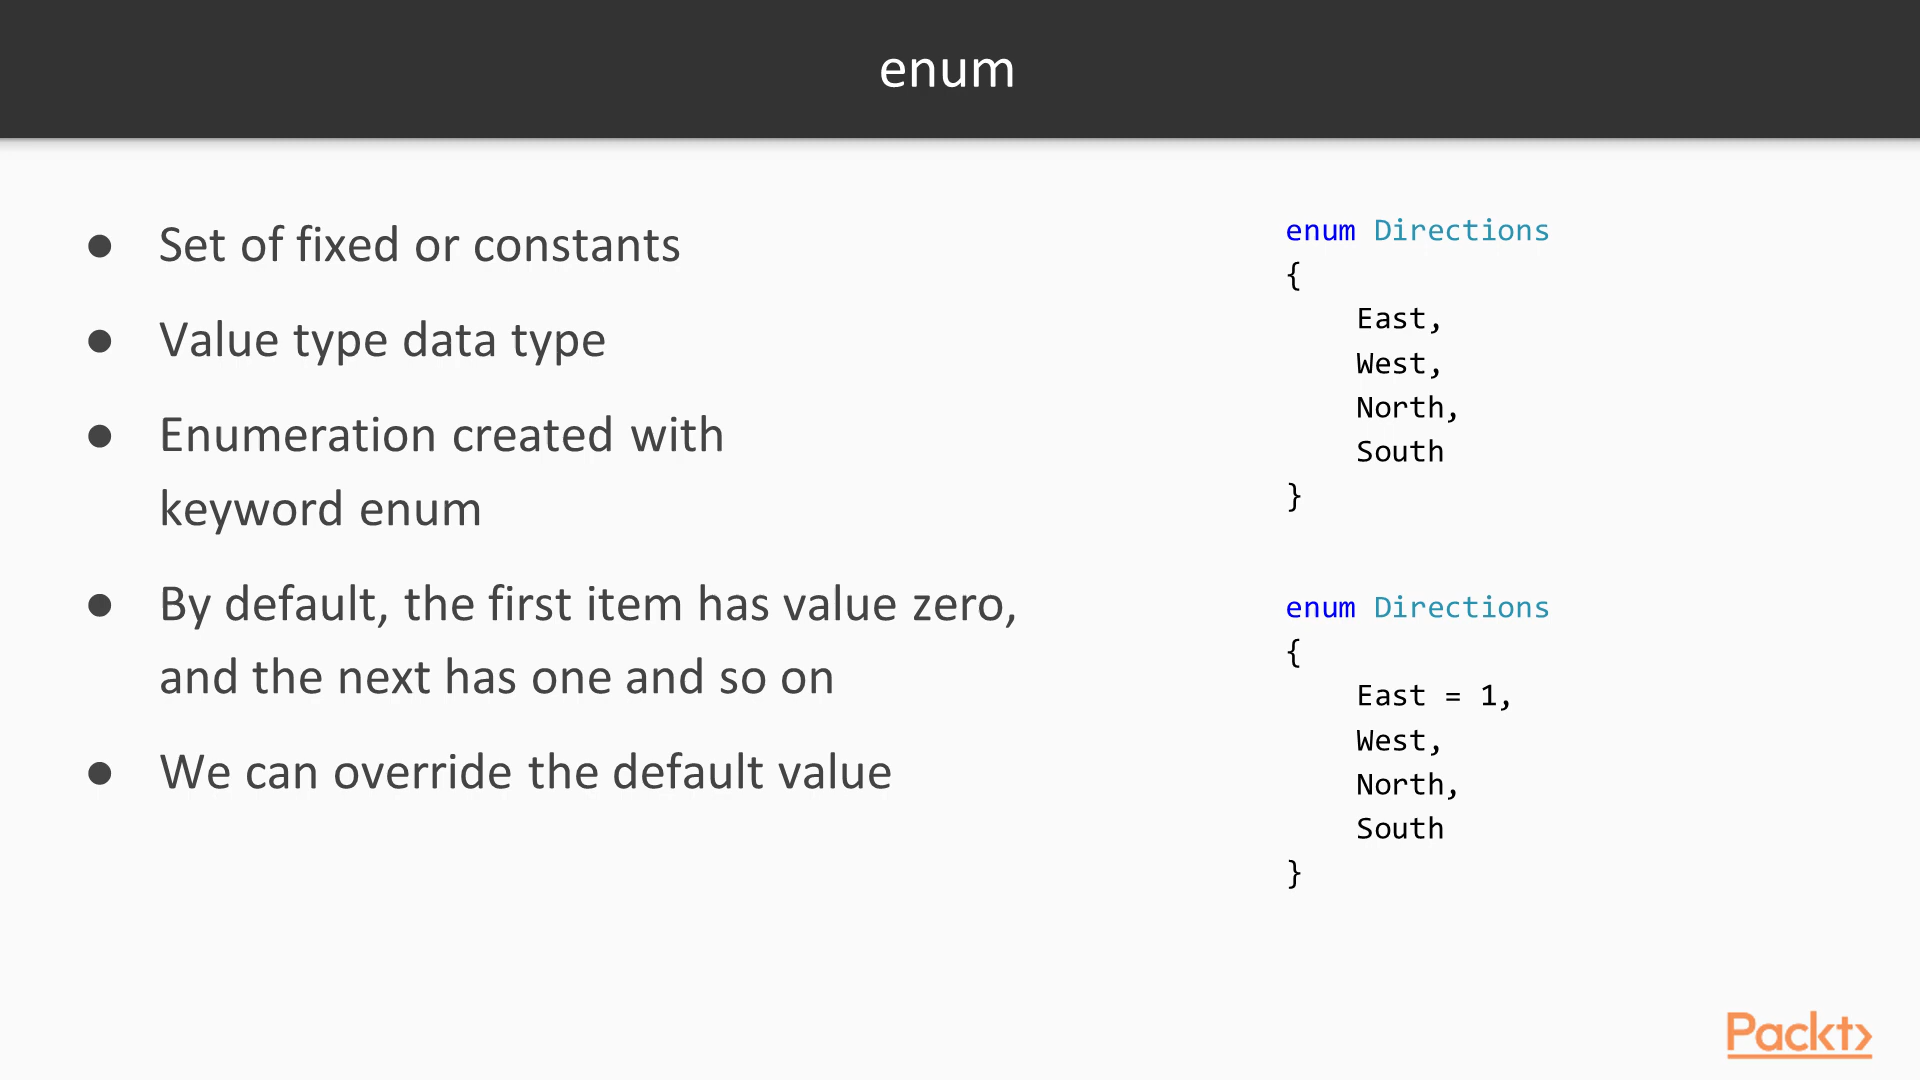 enum
● Set of fixed or constants
● Value type data type
● Enumeration created with
keyword enum
● By default, the first item has value zero,
and the next has one and so on
● We can override the default value
enum Directions
{
    East,
    West,
    North,
    South
}
enum Directions
{
    East = 1,
    West,
    North,
    South
}
Packt>